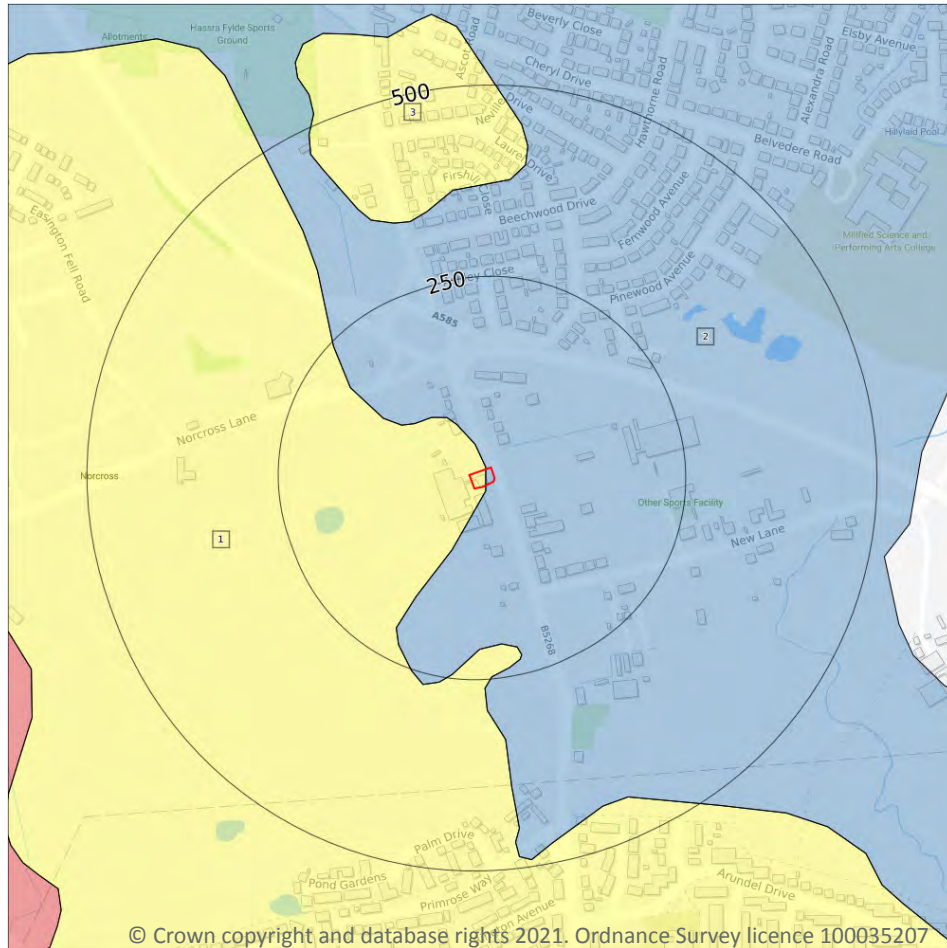 Hassra Fylde Sports
Ground
Allotments
Beverly Close
Elsby Avenue
Ascot Road
Cheryl Drive
Hawthorne Road
Alexandra Road
500
3
Neville Drive
Laurel Drive
Belvedere Road
Hillylaid Pool
Firshill Close
Beechwood Drive
Fernwood Avenue
Easington Fell Road
Millfield Science and
Performing Arts College
250
Pinewood Avenue
A585
2
Norcross Lane
Norcross
Other Sports Facility
New Lane
1
B5268
Palm Drive
Pond Gardens
Primrose Way
Avenue
Arundel Drive
© Crown copyright and database rights 2021. Ordnance Survey licence 100035207